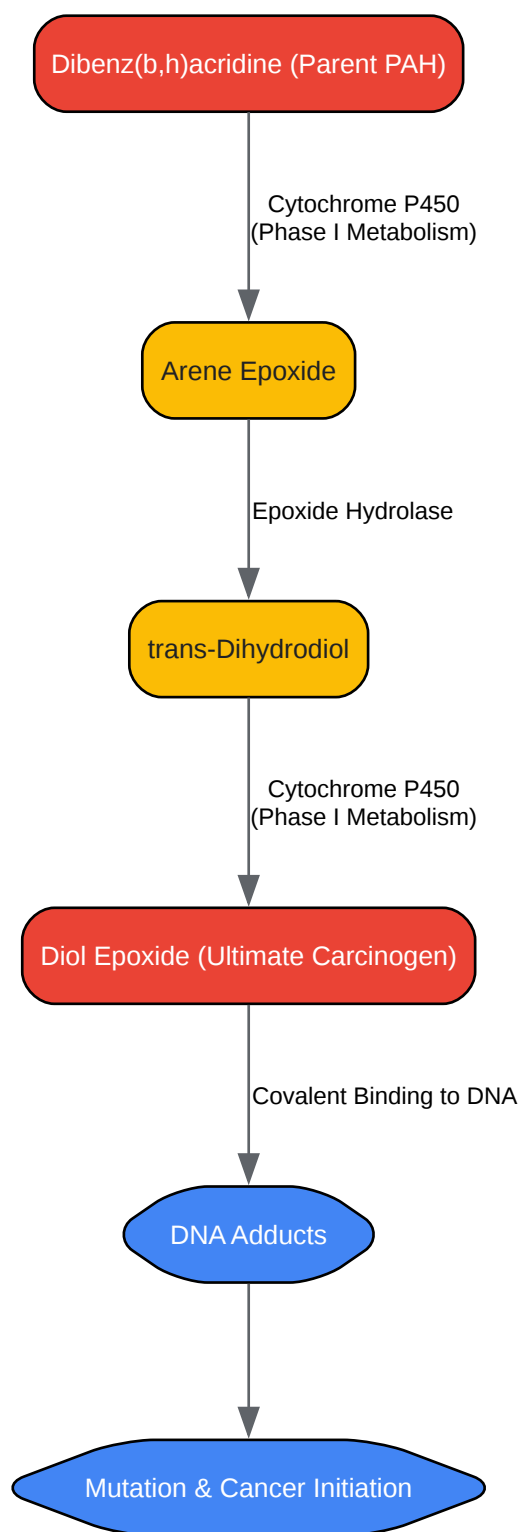 Dibenz(b,h)acridine (Parent PAH)
Cytochrome P450
(Phase I Metabolism)
Arene Epoxide
Epoxide Hydrolase
trans-Dihydrodiol
Cytochrome P450
(Phase I Metabolism)
Diol Epoxide (Ultimate Carcinogen)
Covalent Binding to DNA
DNA Adducts
Mutation & Cancer Initiation